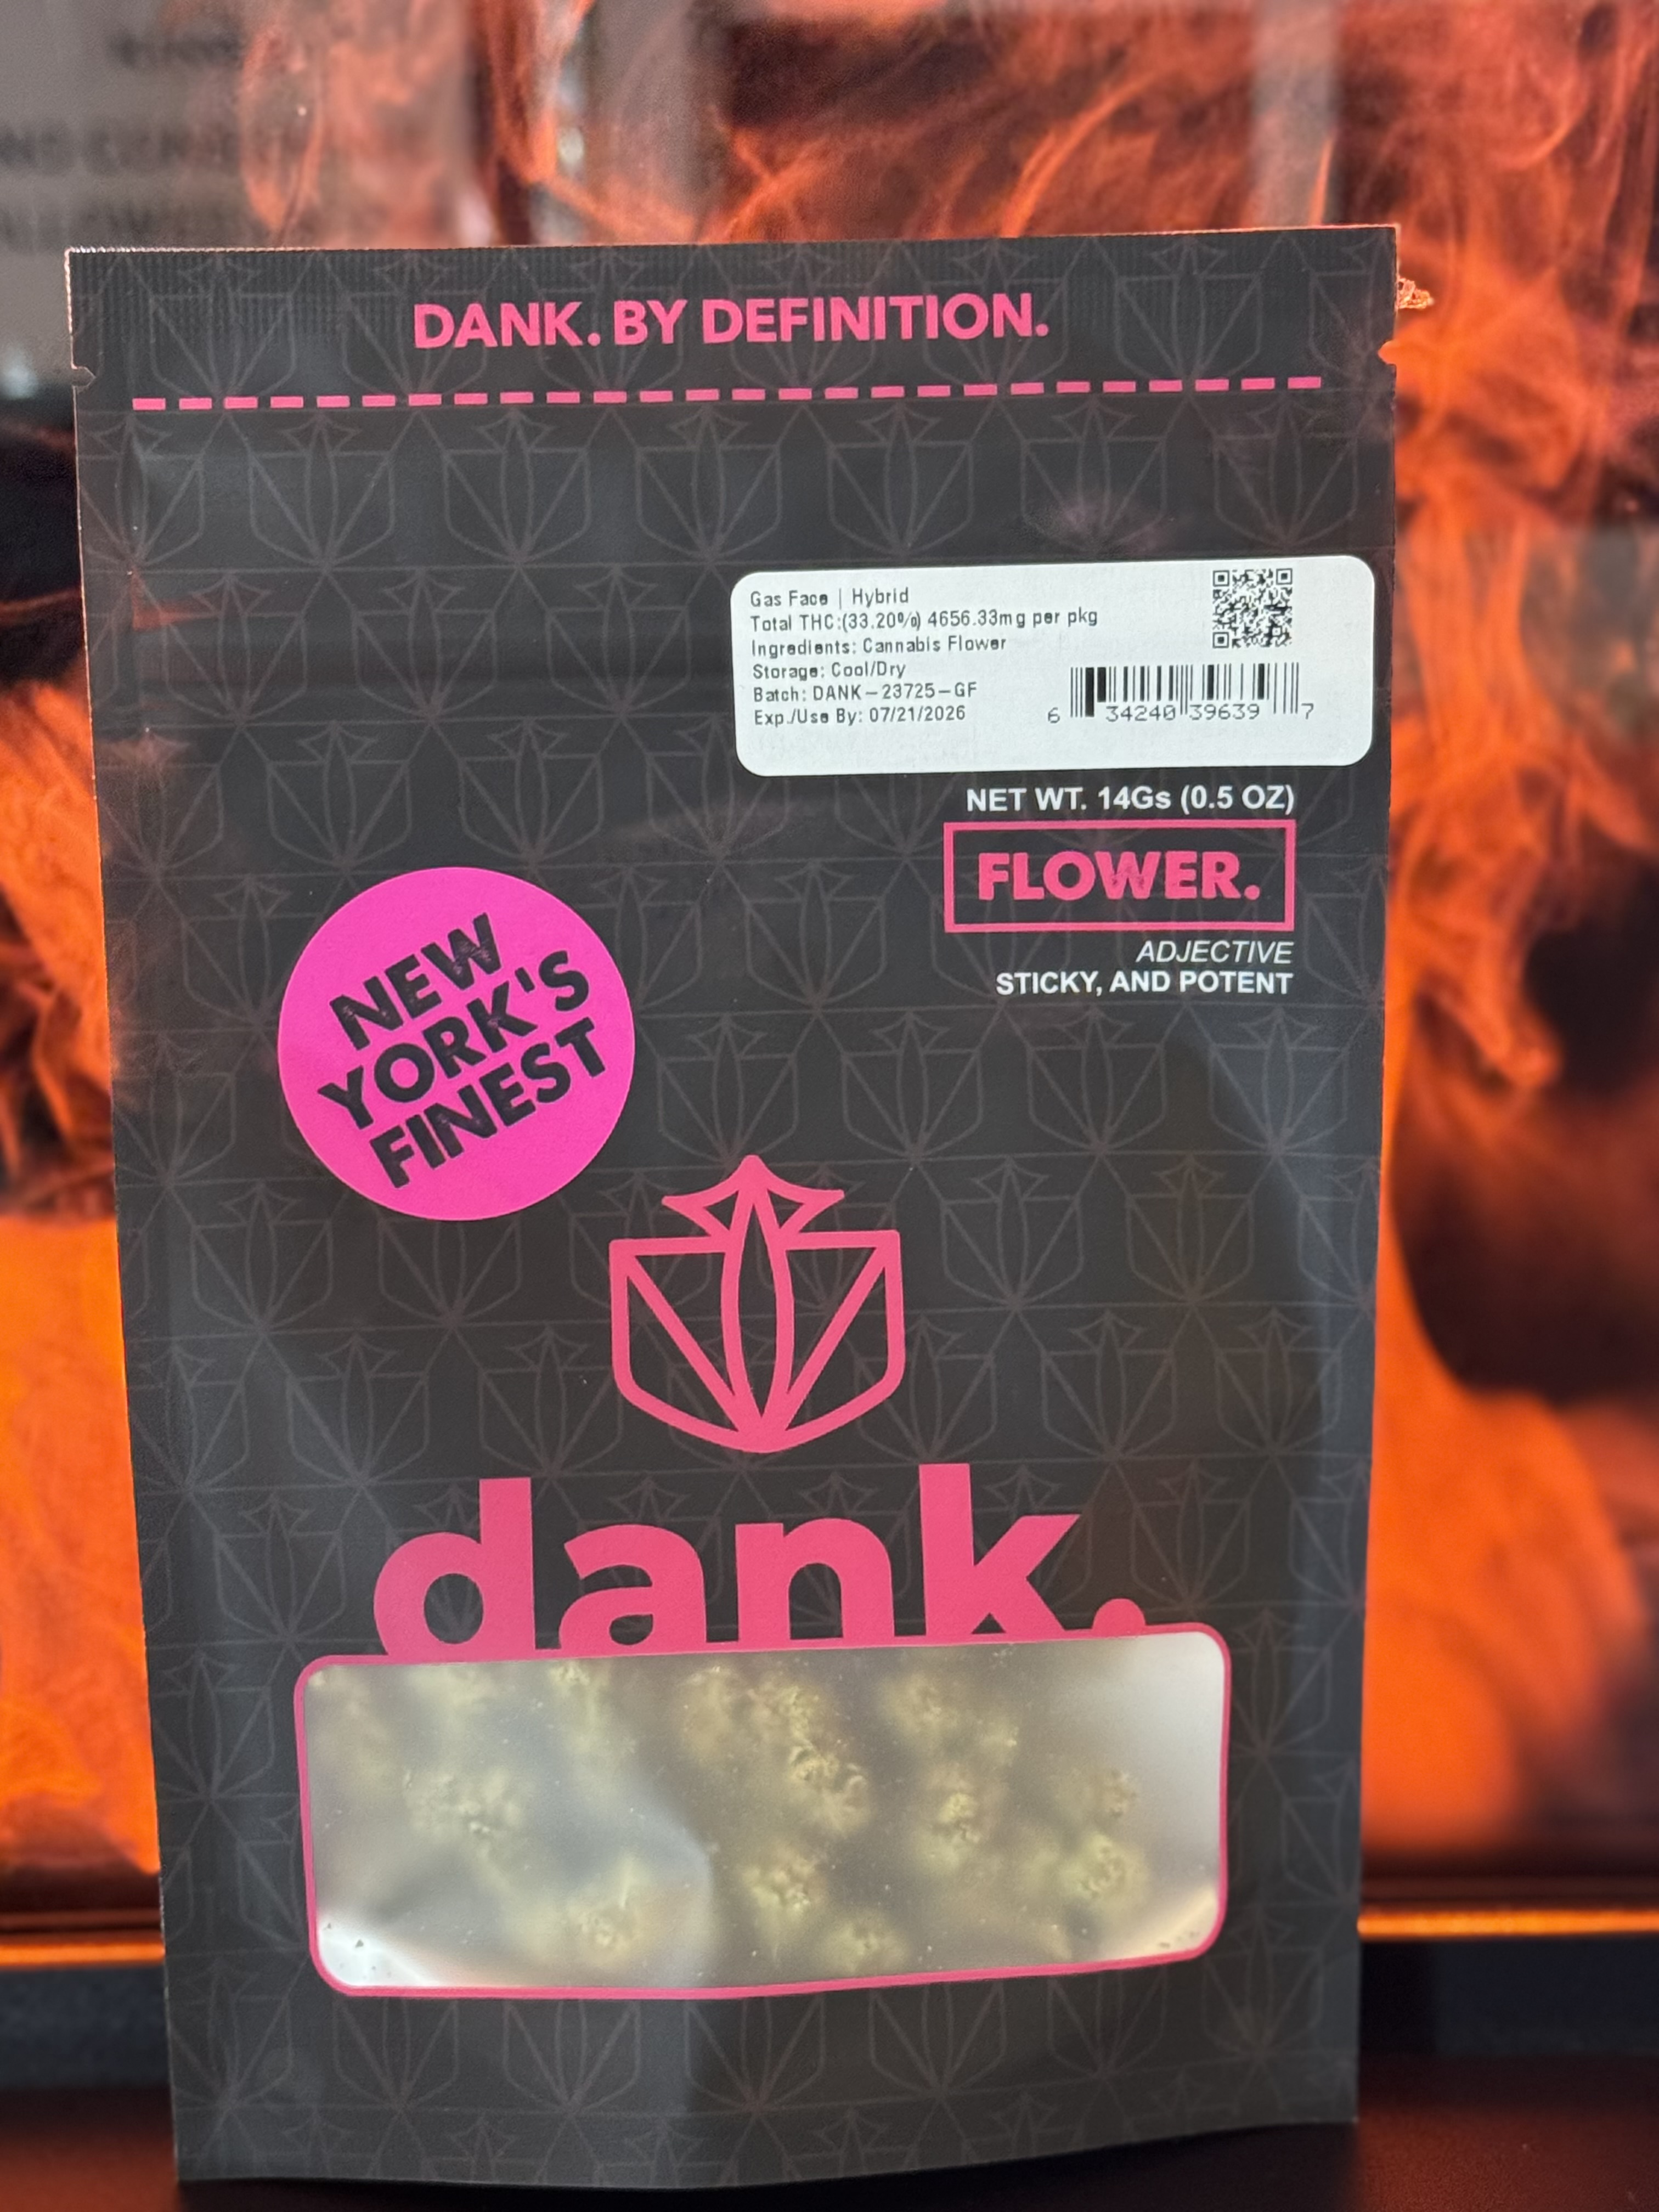 DANK. BY DEFINITION.
Gas Face | Hybrid
Total THC:(33.20%) 4656.33mg per pkg
Ingredients: Cannabis Flower
Storage: Cool/Dry
Batch: DANK-23725-GF
Exp./Use By: 07/21/2026
6 34240 39639 7
NET WT. 14Gs (0.5 OZ)
FLOWER.
ADJECTIVE
STICKY, AND POTENT
NEW
YORK'S
FINEST
dank.